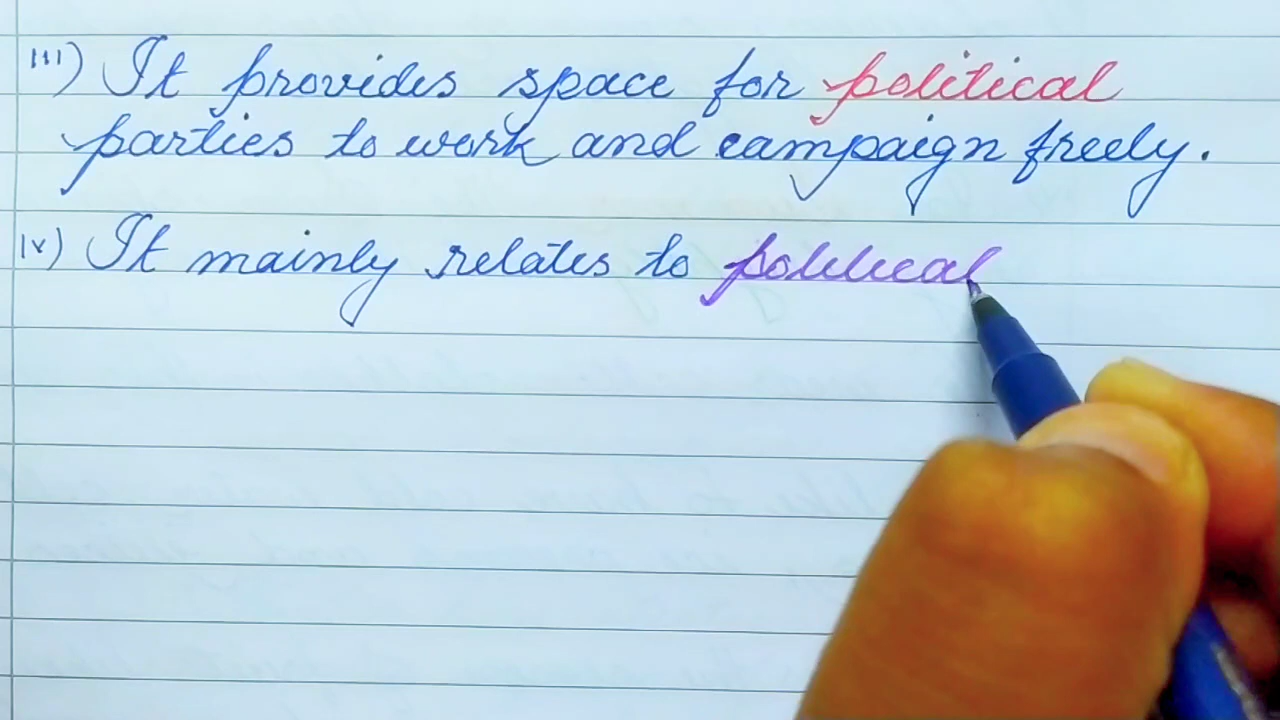 iii) It provides space for political
parties to work and campaign freely.
iv) It mainly relates to political